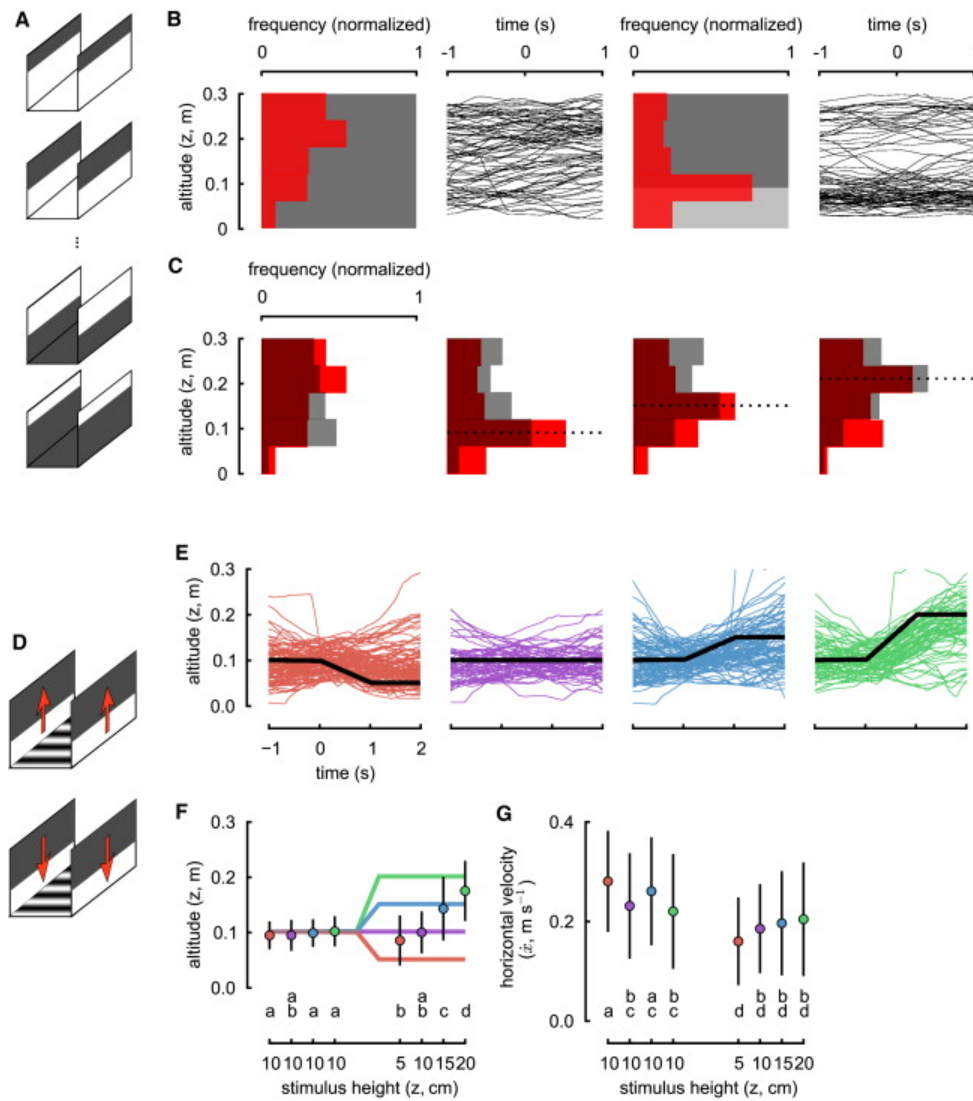 A
B
frequency (normalized)
time (s)
frequency (normalized)
time (s)
0 1
-1 0 1
0 1
-1 0 1
altitude (z, m)
0.3
0.2
0.1
0
⋮
C
frequency (normalized)
0 1
altitude (z, m)
0.3
0.2
0.1
0
D
E
altitude (z, m)
0.3
0.2
0.1
0.0
−1 0 1 2
time (s)
F
altitude (z, m)
0.3
0.2
0.1
0.0
a a b a a b a b c d
10 10 10 10 5 10 15 20
stimulus height (z, cm)
G
horizontal velocity
(ẋ, m s⁻¹)
0.4
0.2
0.0
a b c a c b c d b d b d b d
10 10 10 10 5 10 15 20
stimulus height (z, cm)